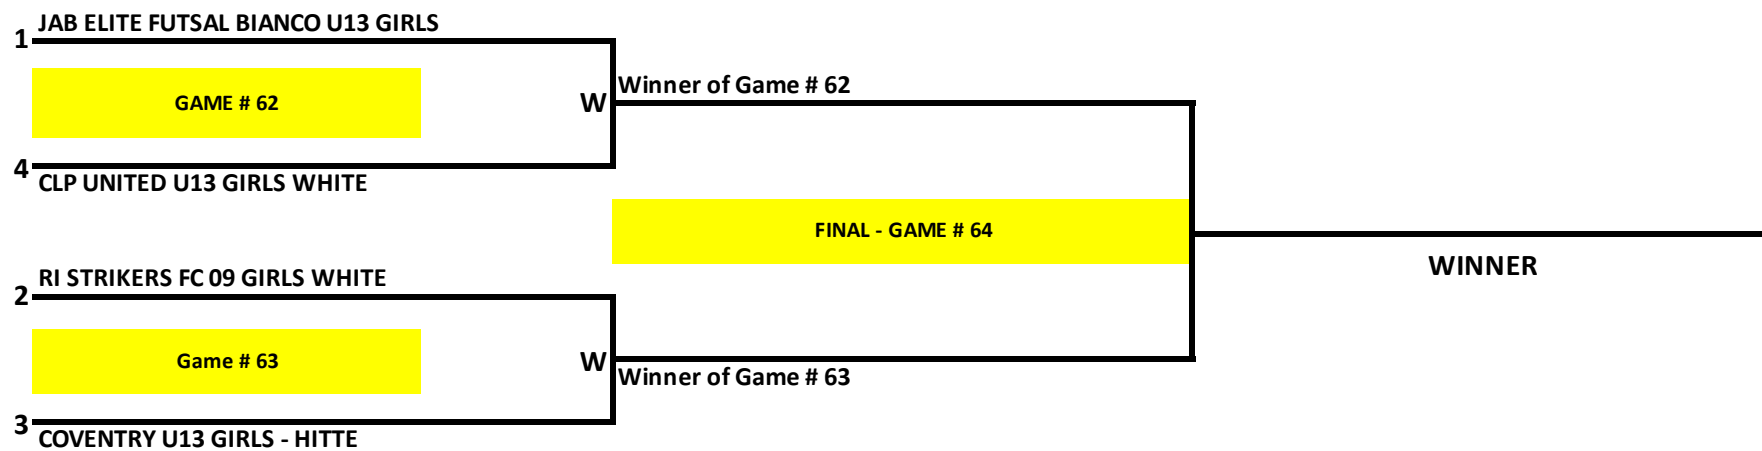 JAB ELITE FUTSAL BIANCO U13 GIRLS
1
GAME # 62
W
Winner of Game # 62
4
CLP UNITED U13 GIRLS WHITE
FINAL - GAME # 64
WINNER
RI STRIKERS FC 09 GIRLS WHITE
2
Game # 63
W
Winner of Game # 63
3
COVENTRY U13 GIRLS - HITTE